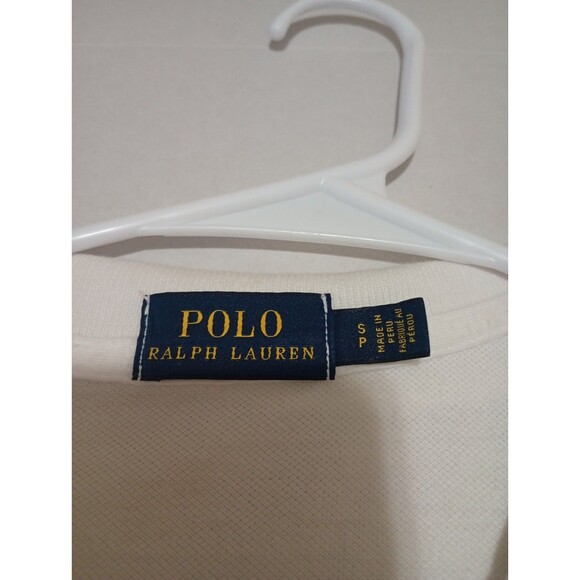 POLO
RALPH LAUREN
S
P
MADE IN
PERU
FABRIQUÉ AU
PÉROU